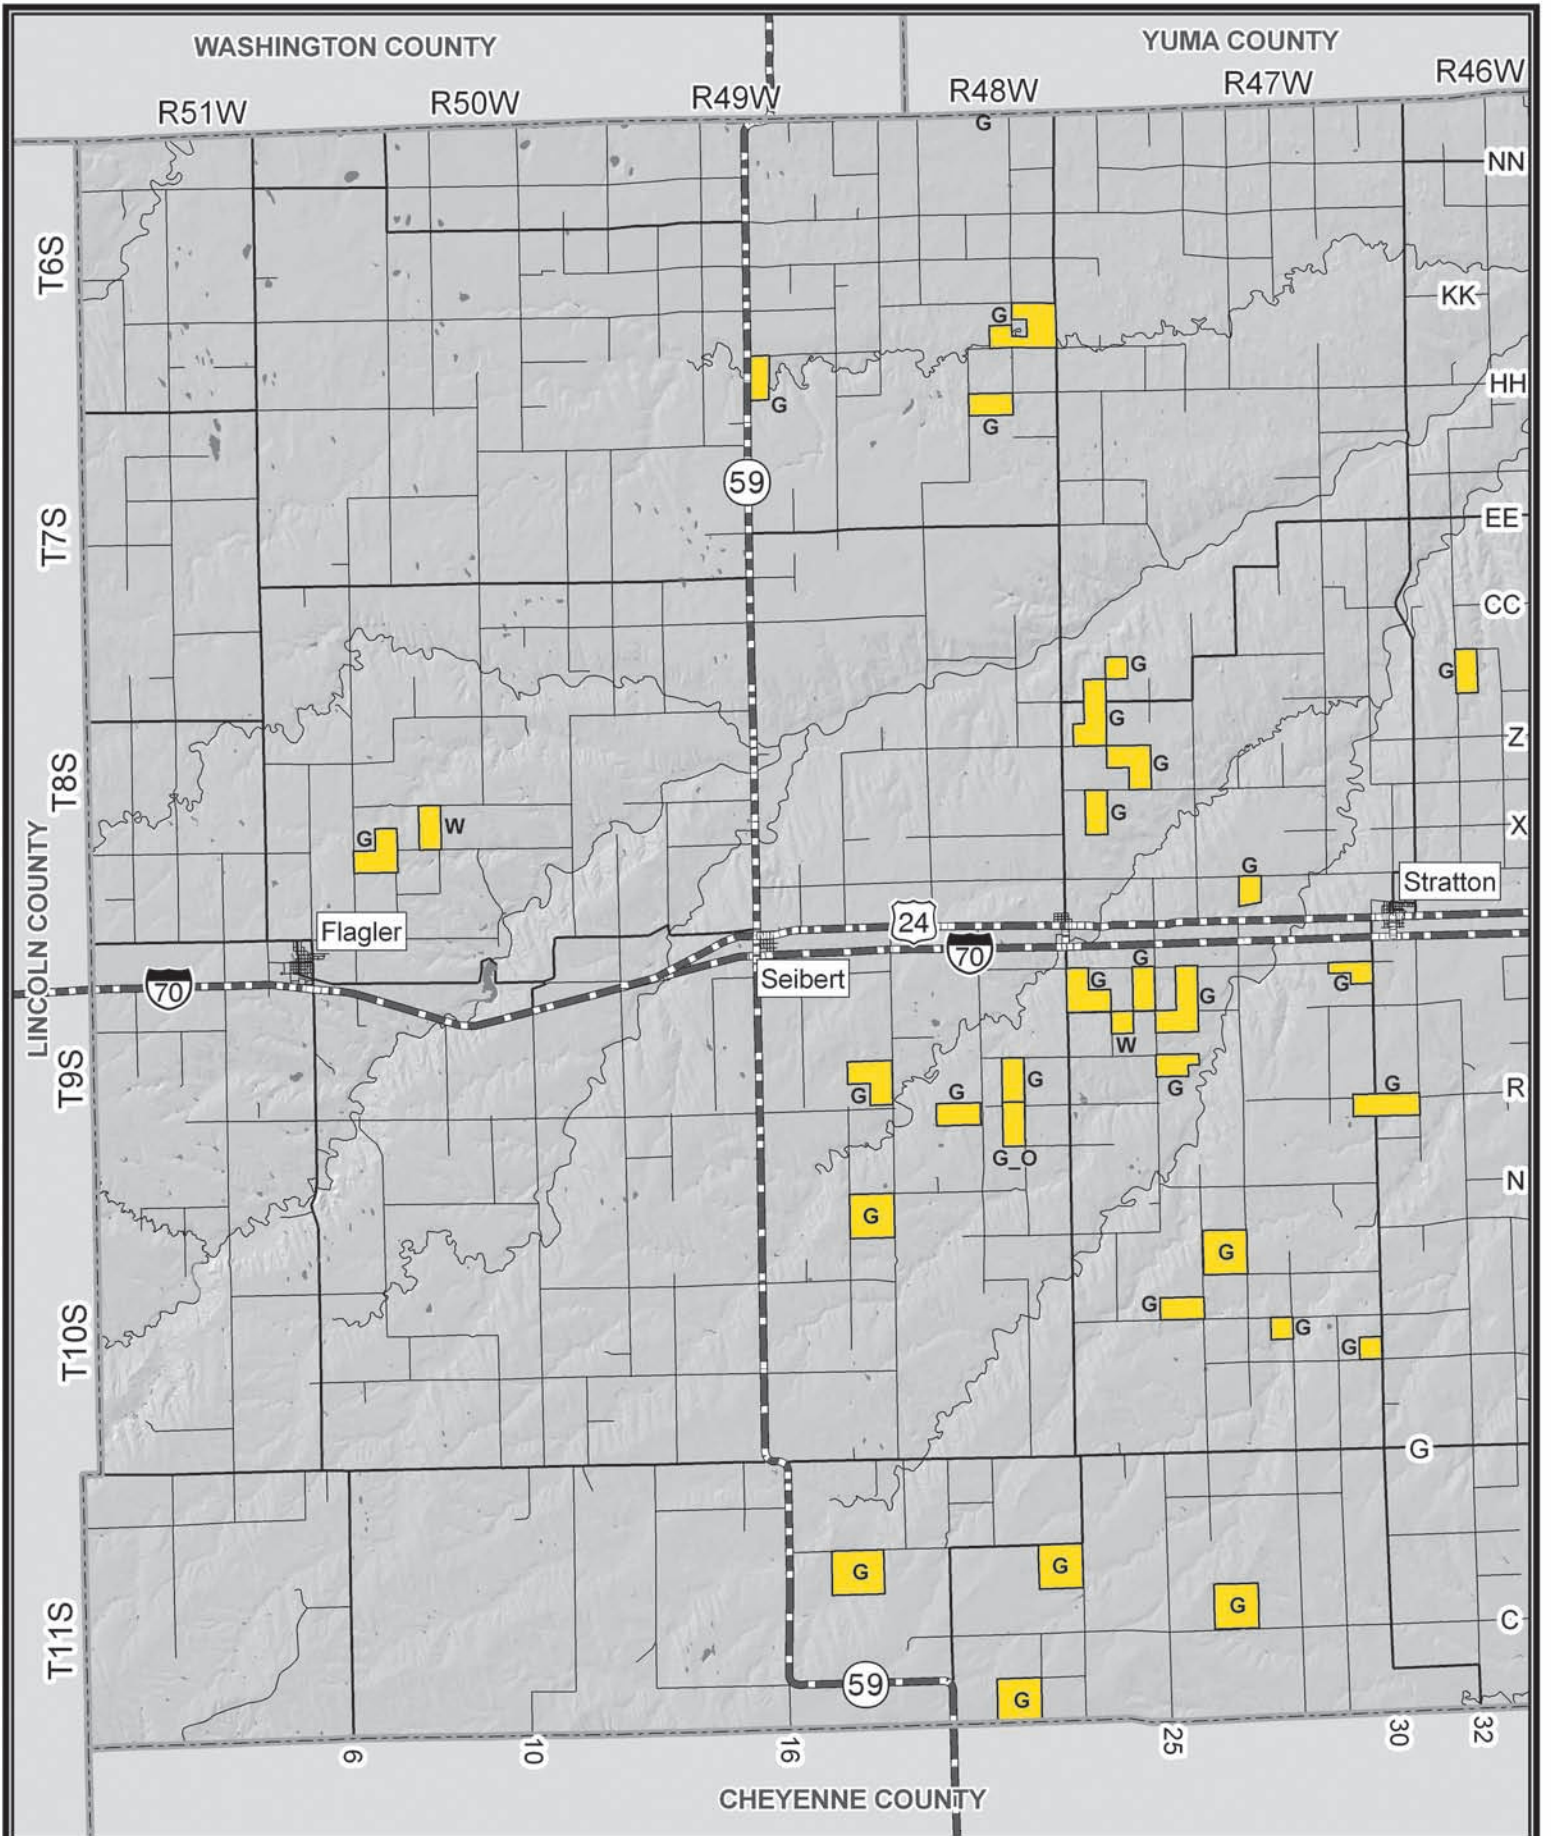 WASHINGTON COUNTY
YUMA COUNTY
R51W
R50W
R49W
R48W
R47W
R46W
G
NN
T6S
KK
G
HH
G
G
59
EE
T7S
CC
G
G
G
Z
G
T8S
G
X
W
G
G
Stratton
LINCOLN COUNTY
Flagler
24
70
Seibert
70
G
G
G
G
W
T9S
G
G
G
G
G
R
G_O
N
G
G
G
T10S
G
G
G
G
G
G
T11S
C
59
G
6
10
16
25
30
32
CHEYENNE COUNTY